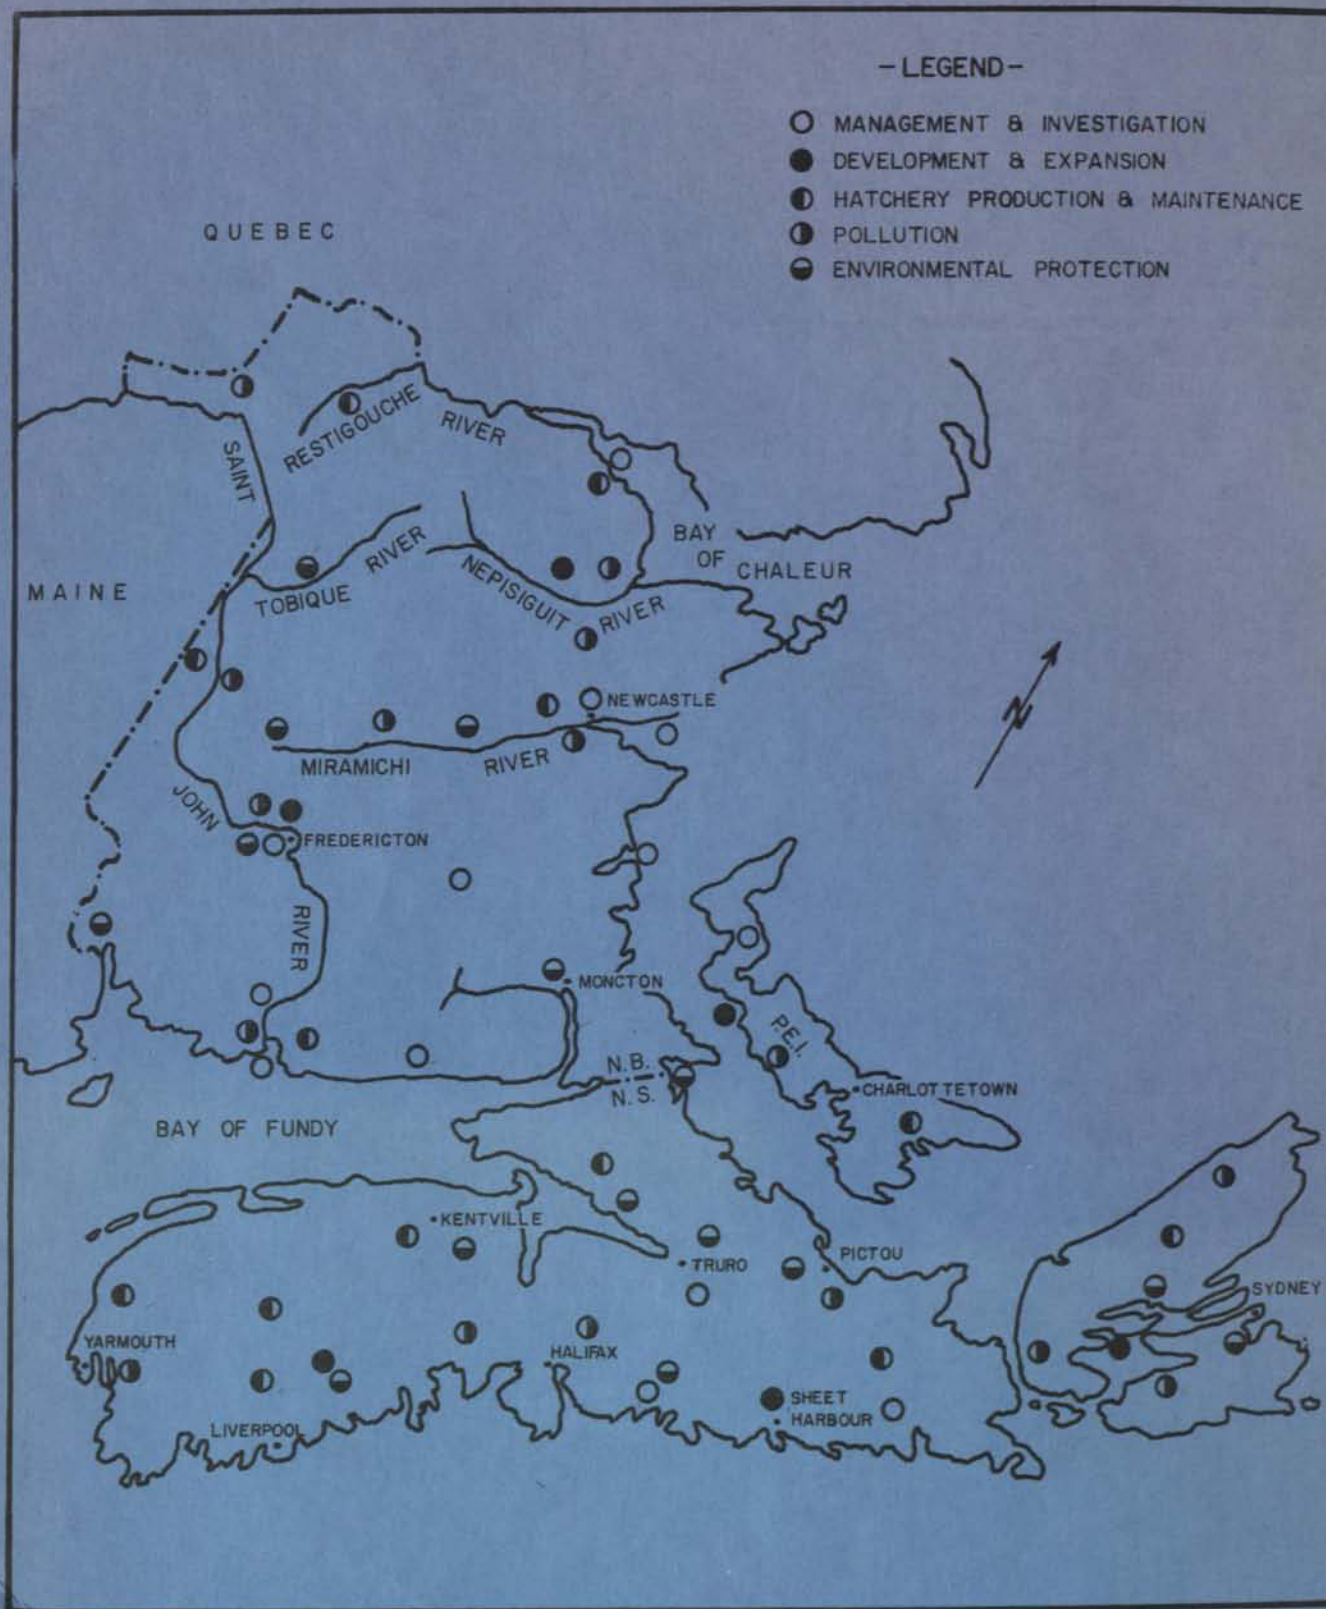 - LEGEND -
MANAGEMENT & INVESTIGATION
DEVELOPMENT & EXPANSION
HATCHERY PRODUCTION & MAINTENANCE
POLLUTION
ENVIRONMENTAL PROTECTION
QUEBEC
RESTIGOUCHE RIVER
SAINT JOHN RIVER
BAY
OF
CHALEUR
MAINE
TOBIQUE RIVER
NEPISIGUIT RIVER
NEWCASTLE
N
MIRAMICHI RIVER
FREDERICTON
MONCTON
P.E.I.
N.B.
N.S.
CHARLOTTETOWN
BAY OF FUNDY
KENTVILLE
TRURO
PICTOU
SYDNEY
YARMOUTH
HALIFAX
SHEET
HARBOUR
LIVERPOOL